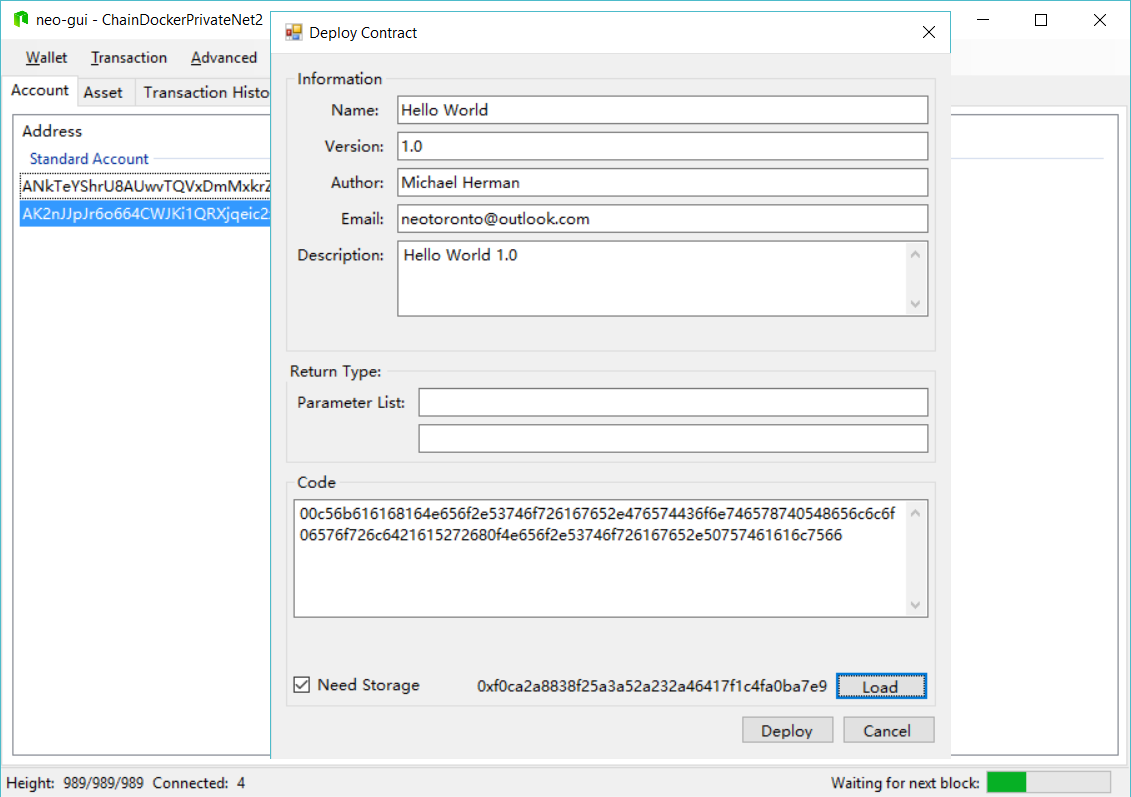 neo-gui - ChainDockerPrivateNet2
Deploy Contract
Wallet Transaction Advanced
Account Asset Transaction Histo
Address
Standard Account
ANkTeYShrU8AUwvTQVxDmMxkrZ
AK2nJJpJr6o664CWJKi1QRXjqeic2
Information
Name: Hello World
Version: 1.0
Author: Michael Herman
Email: neotoronto@outlook.com
Description: Hello World 1.0
Return Type:
Parameter List:
Code
00c56b616168164e656f2e53746f726167652e476574436f6e746578740548656c6c6f
06576f726c6421615272680f4e656f2e53746f726167652e50757461616c7566
Need Storage 0xf0ca2a8838f25a3a52a232a46417f1c4fa0ba7e9 Load
Deploy Cancel
Height: 989/989/989 Connected: 4 Waiting for next block: